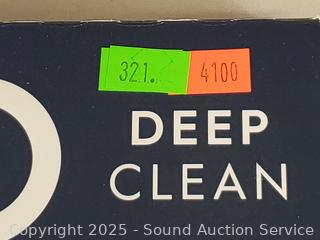 321. 4100
DEEP
CLEAN
Copyright 2025 - Sound Auction Service